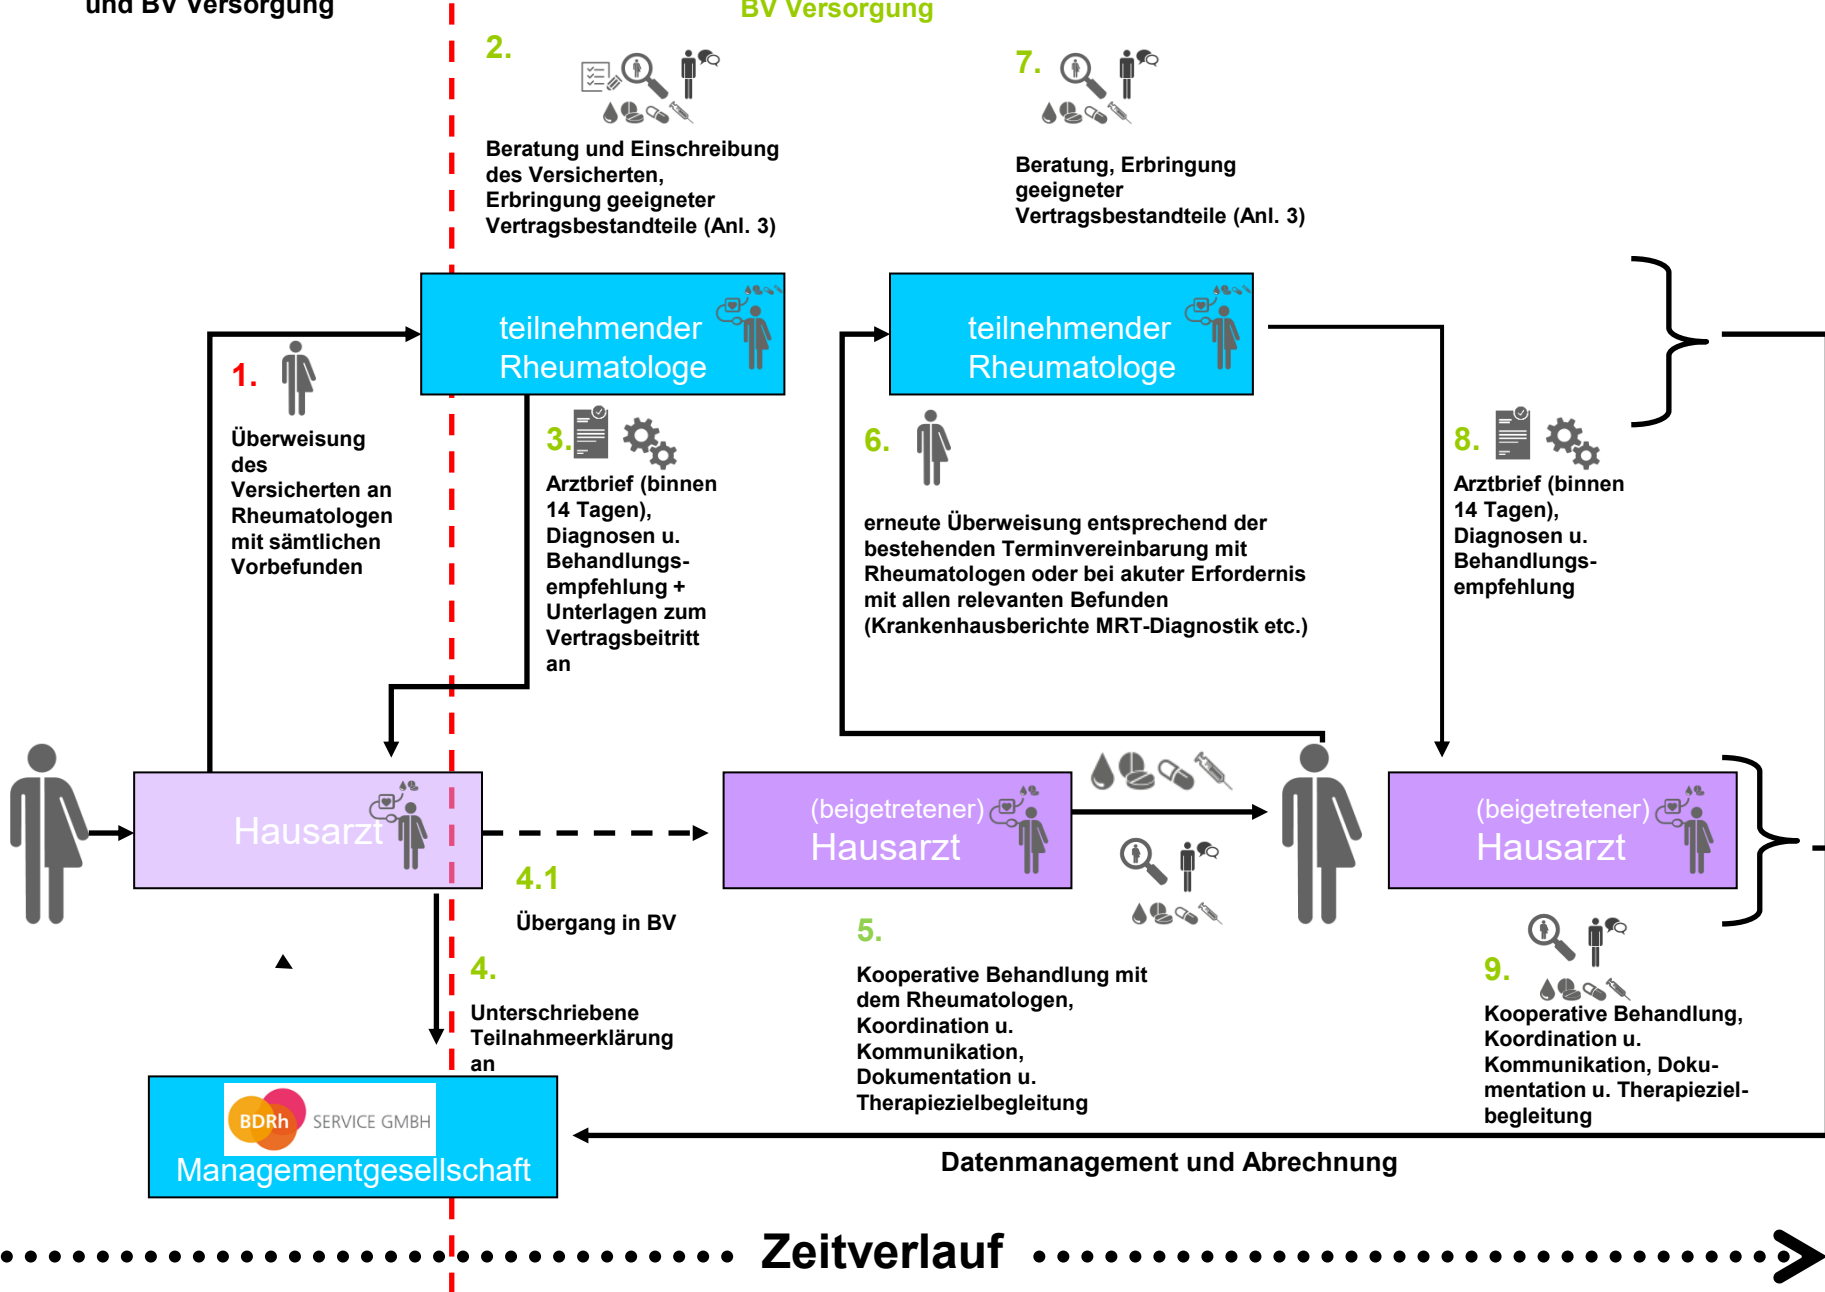 und BV Versorgung
BV Versorgung
2.
Beratung und Einschreibung
des Versicherten,
Erbringung geeigneter
Vertragsbestandteile (Anl. 3)
7.
Beratung, Erbringung
geeigneter
Vertragsbestandteile (Anl. 3)
teilnehmender
Rheumatologe
teilnehmender
Rheumatologe
1.
Überweisung
des
Versicherten an
Rheumatologen
mit sämtlichen
Vorbefunden
3.
Arztbrief (binnen
14 Tagen),
Diagnosen u.
Behandlungs-
empfehlung +
Unterlagen zum
Vertragsbeitritt
an
6.
erneute Überweisung entsprechend der
bestehenden Terminvereinbarung mit
Rheumatologen oder bei akuter Erfordernis
mit allen relevanten Befunden
(Krankenhausberichte MRT-Diagnostik etc.)
8.
Arztbrief (binnen
14 Tagen),
Diagnosen u.
Behandlungs-
empfehlung
Hausarzt
(beigetretener)
Hausarzt
(beigetretener)
Hausarzt
4.1
Übergang in BV
4.
Unterschriebene
Teilnahmeerklärung
an
5.
Kooperative Behandlung mit
dem Rheumatologen,
Koordination u.
Kommunikation,
Dokumentation u.
Therapiezielbegleitung
9.
Kooperative Behandlung,
Koordination u.
Kommunikation, Doku-
mentation u. Therapieziel-
begleitung
BDRh SERVICE GMBH
Managementgesellschaft
Datenmanagement und Abrechnung
Zeitverlauf